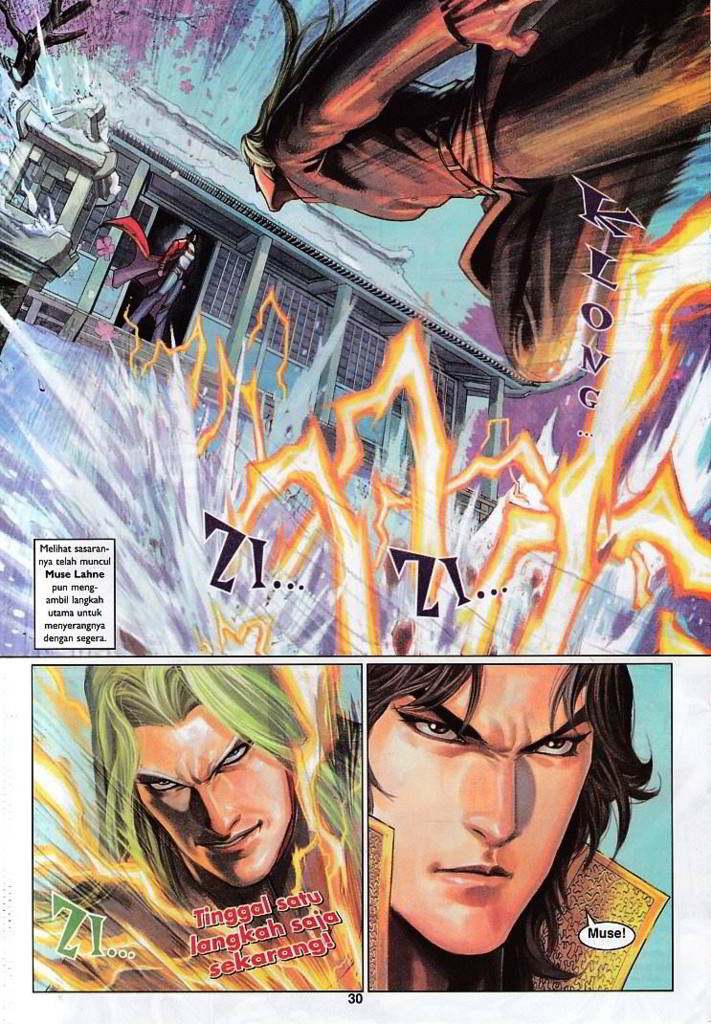 KLONG...
ZI...
ZI...
Melihat sasaran-
nya telah muncul
Muse Lahne
pun meng-
ambil langkah
utama untuk
menyerangnya
dengan segera.
ZI...
Tinggal satu
langkah saja
sekarang!
Muse!
30